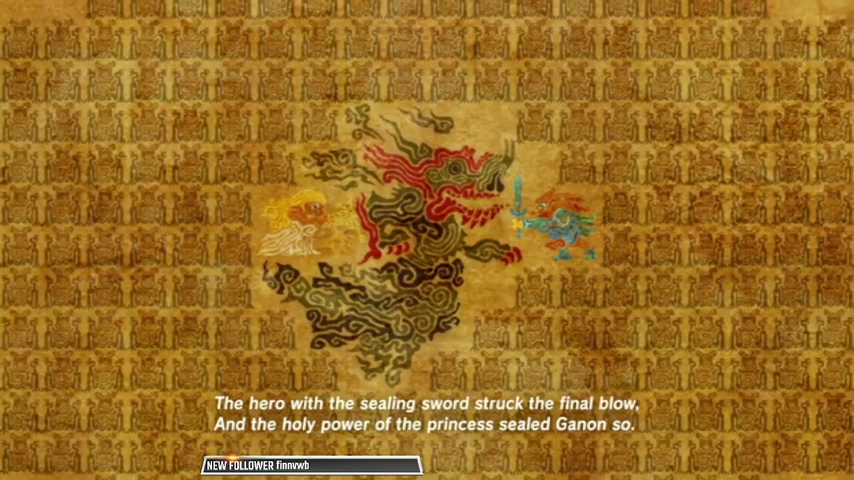 The hero with the sealing sword struck the final blow,
And the holy power of the princess sealed Ganon so.
NEW FOLLOWER finnvwb